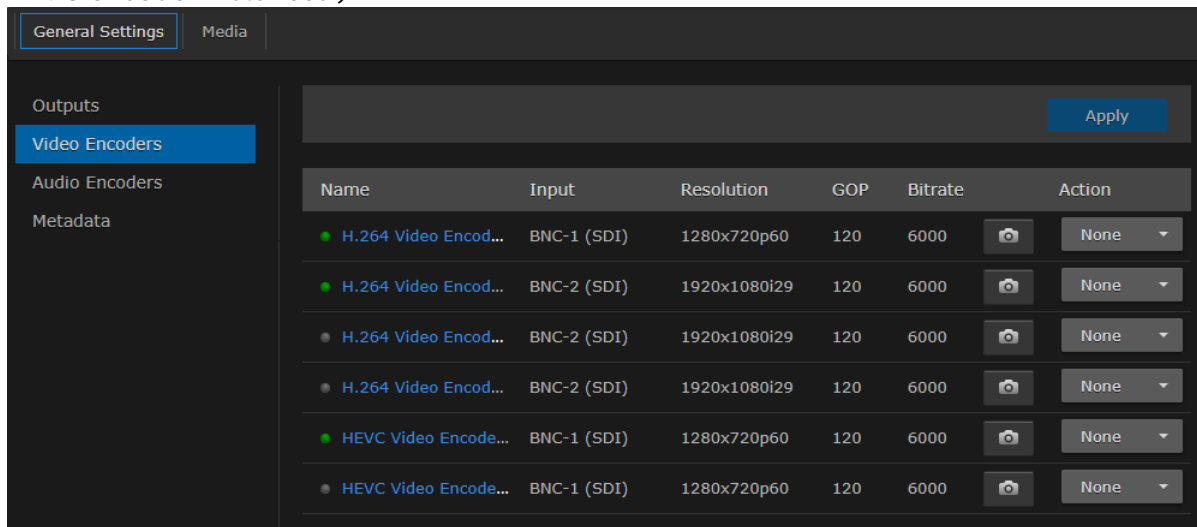 General Settings Media
Outputs
Apply
Video Encoders
Audio Encoders
Name Input Resolution GOP Bitrate Action
Metadata
H.264 Video Encod... BNC-1 (SDI) 1280x720p60 120 6000 None
H.264 Video Encod... BNC-2 (SDI) 1920x1080i29 120 6000 None
H.264 Video Encod... BNC-2 (SDI) 1920x1080i29 120 6000 None
H.264 Video Encod... BNC-2 (SDI) 1920x1080i29 120 6000 None
HEVC Video Encode... BNC-1 (SDI) 1280x720p60 120 6000 None
HEVC Video Encode... BNC-1 (SDI) 1280x720p60 120 6000 None